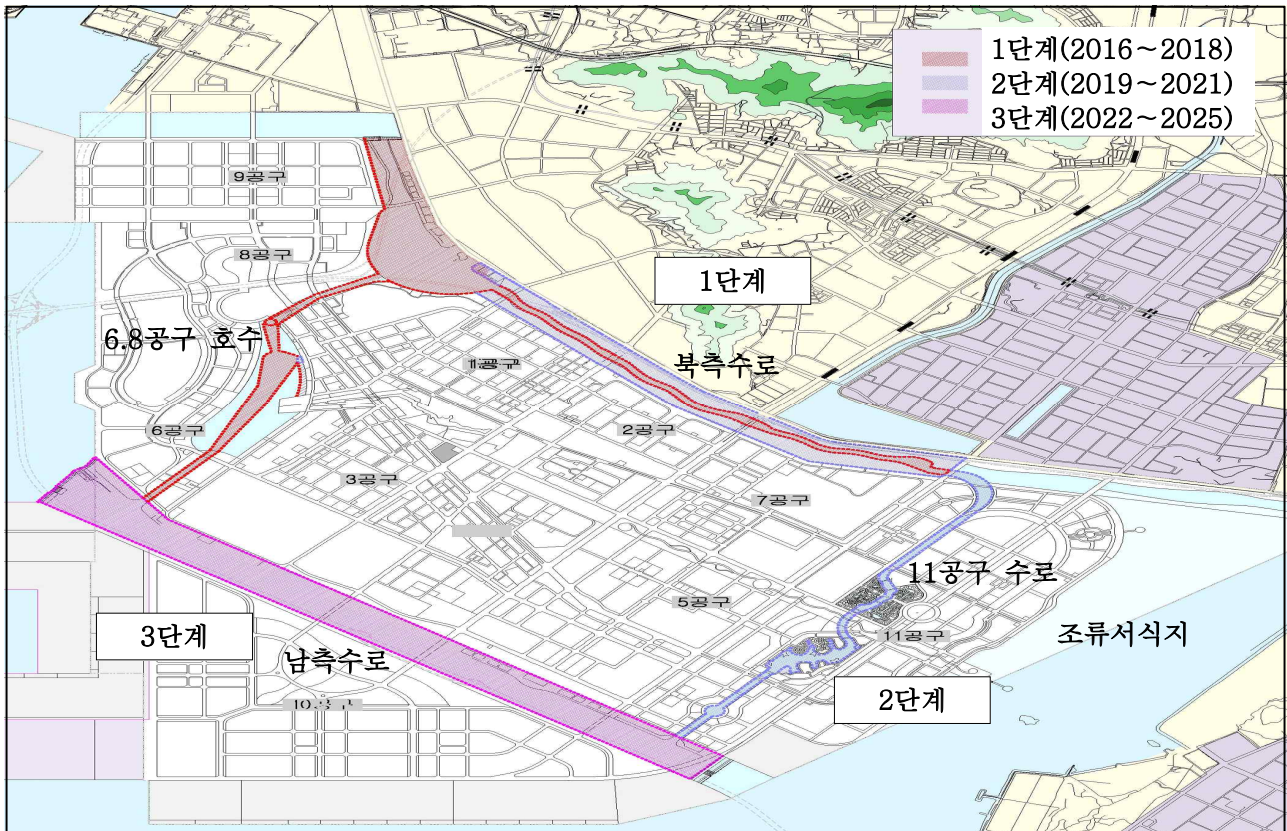 1단계(2016~2018)
2단계(2019~2021)
3단계(2022~2025)
9공구
8공구
1단계
6.8공구 호수
북측수로
1공구
2공구
6공구
3공구
7공구
11공구 수로
5공구
11공구
조류서식지
3단계
남측수로
2단계